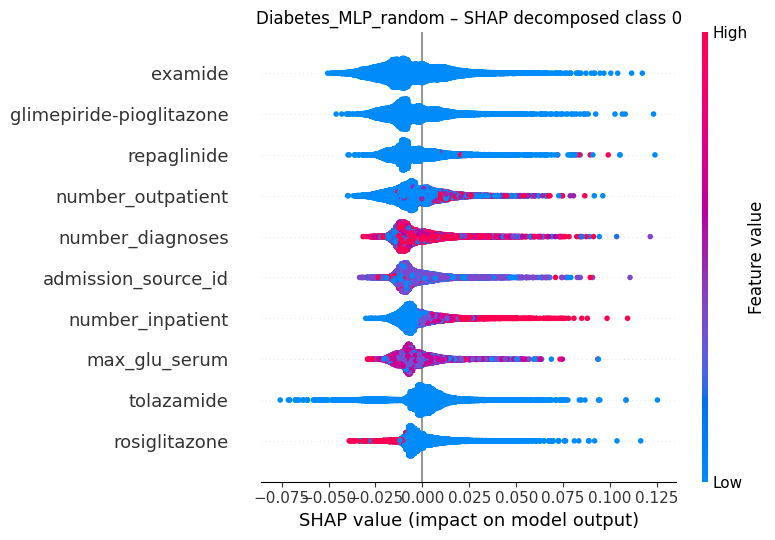 Diabetes_MLP_random – SHAP decomposed class 0
High
examide
glimepiride-pioglitazone
repaglinide
number_outpatient
number_diagnoses
admission_source_id
number_inpatient
max_glu_serum
tolazamide
rosiglitazone
Feature value
Low
−0.075 −0.050 −0.025 0.000 0.025 0.050 0.075 0.100 0.125
SHAP value (impact on model output)